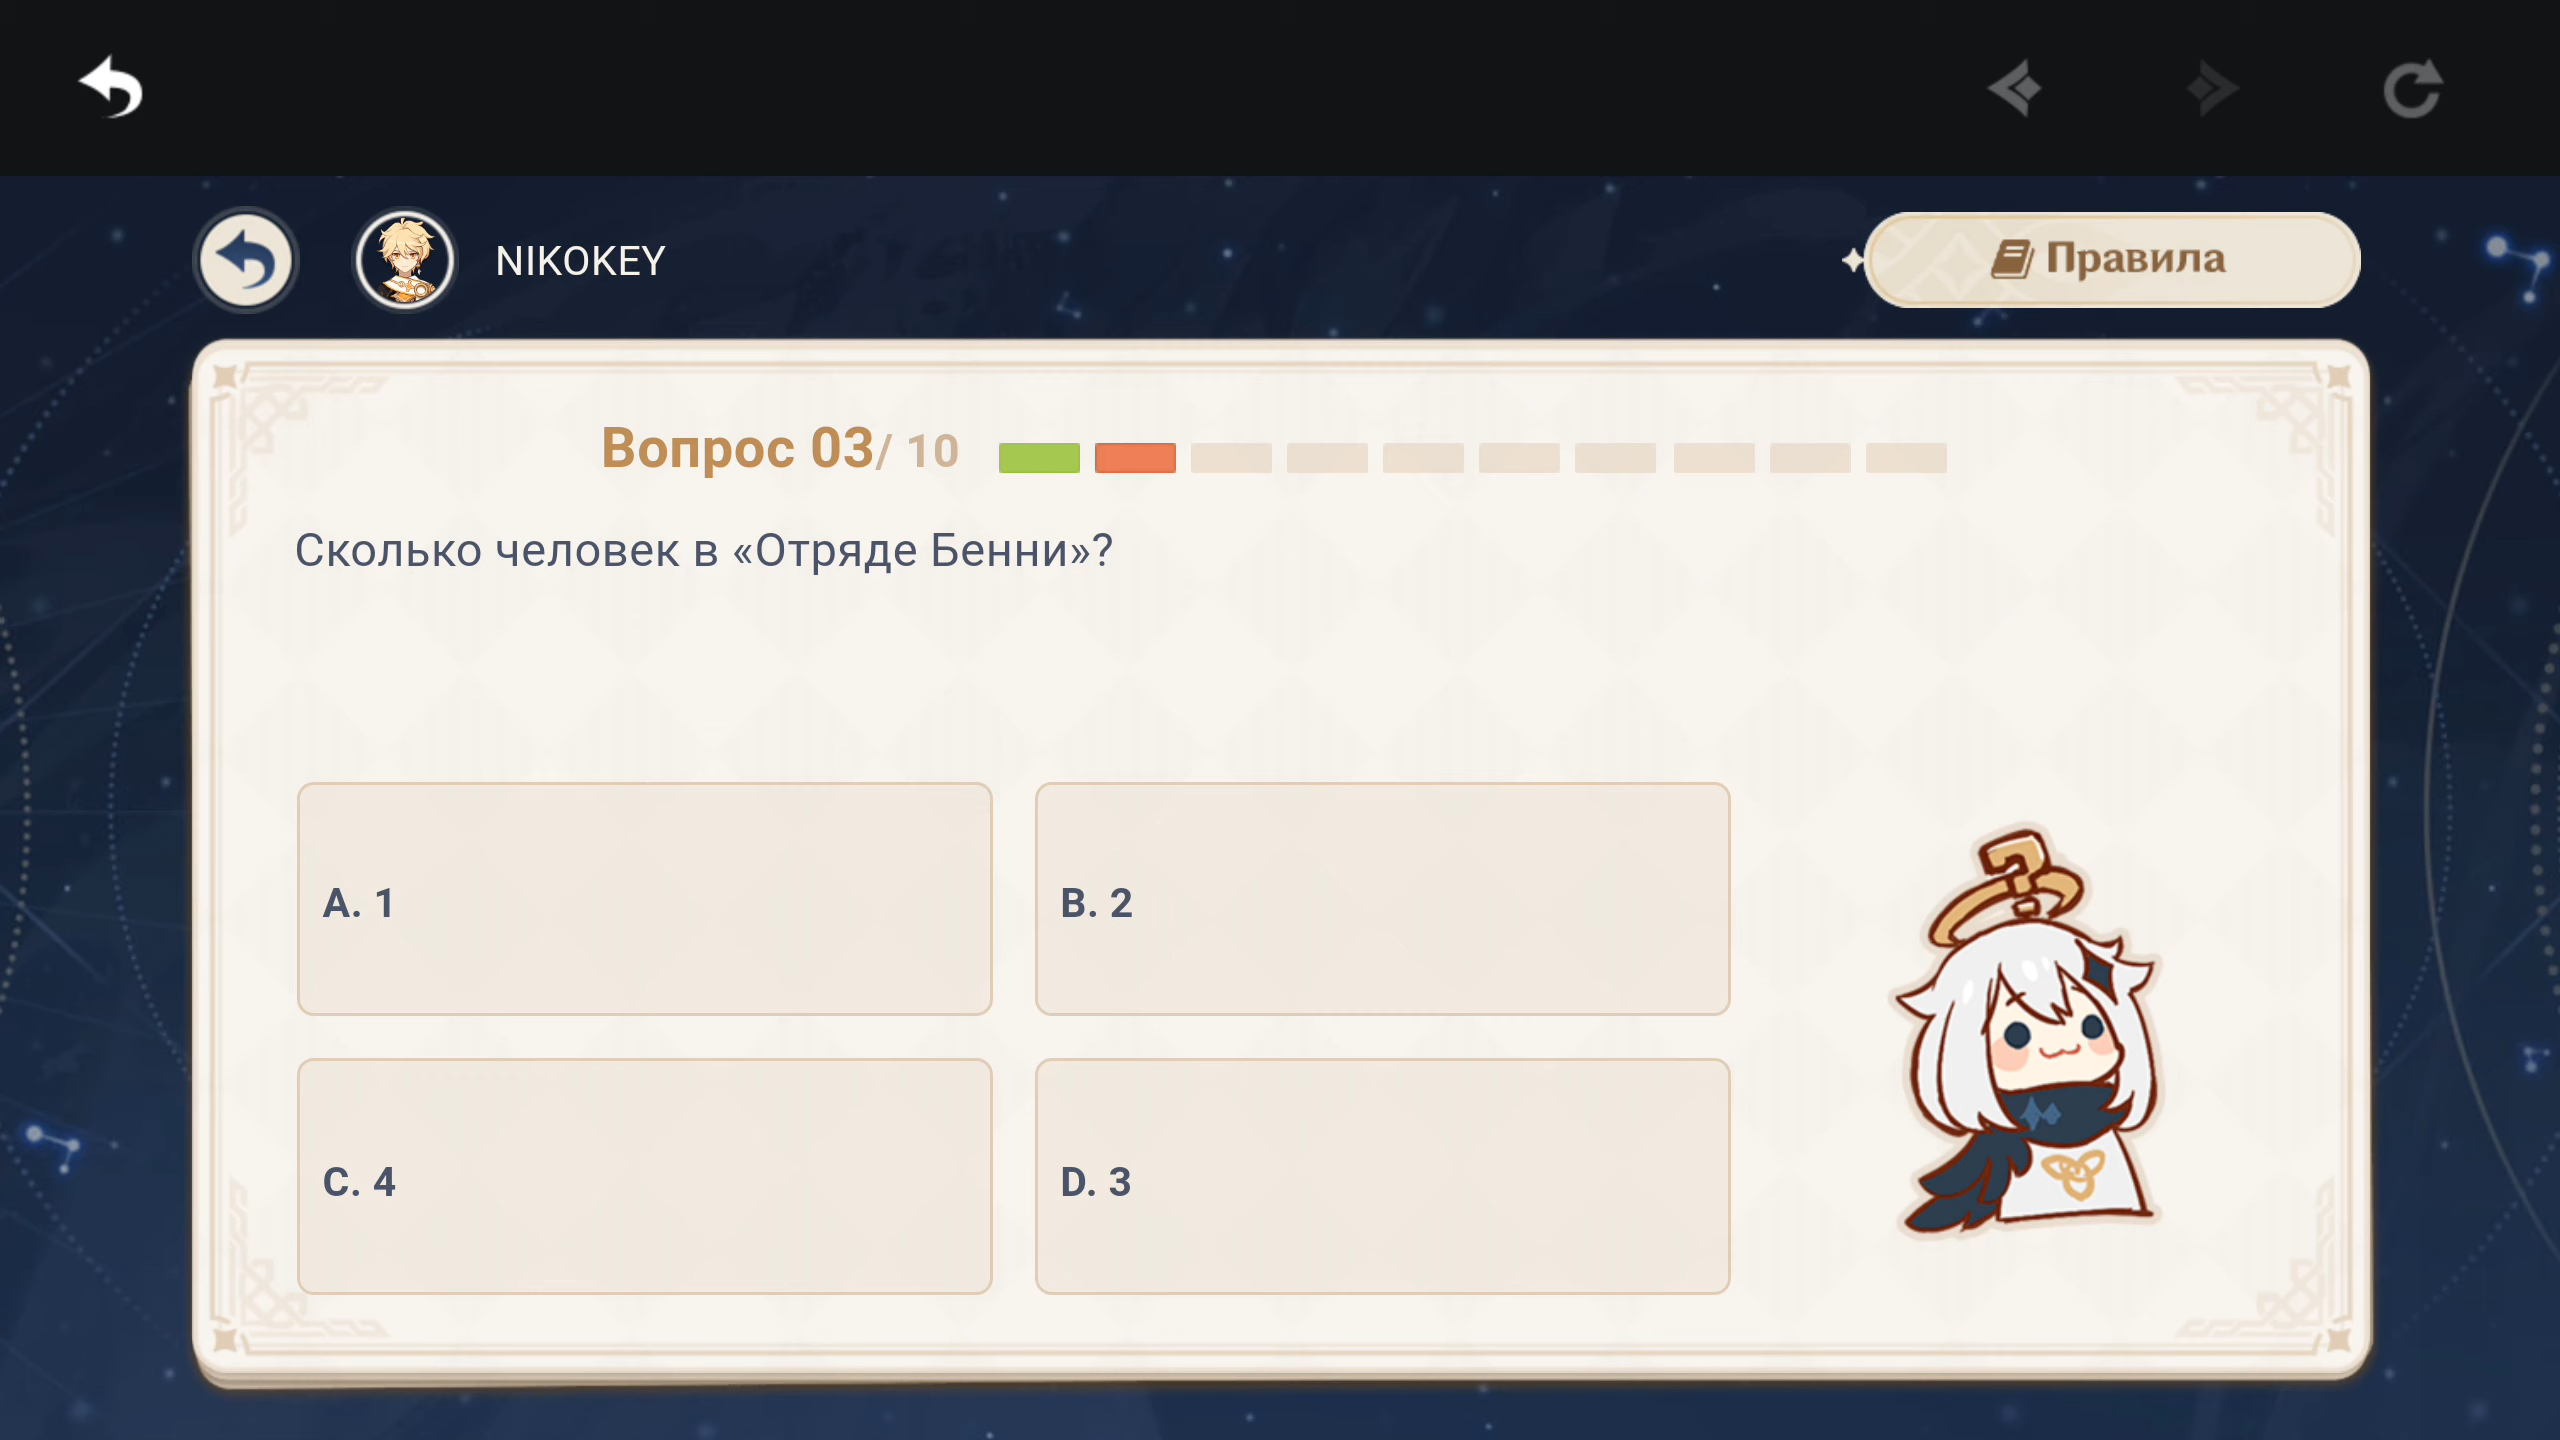 NIKOKEY
Правила
Вопрос 03/ 10
Сколько человек в «Отряде Бенни»?
A. 1
B. 2
C. 4
D. 3